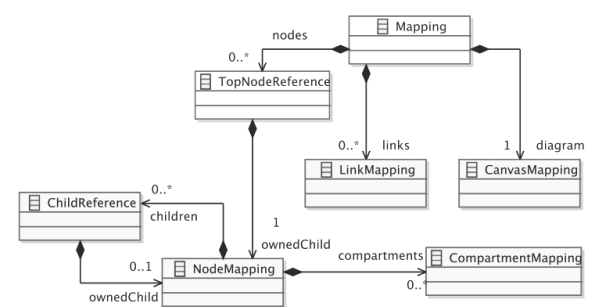 Mapping
nodes
0..*
TopNodeReference
0..* links
1 diagram
LinkMapping
CanvasMapping
0..*
ChildReference
children
1
ownedChild
compartments
0..1
NodeMapping
CompartmentMapping
0..*
ownedChild